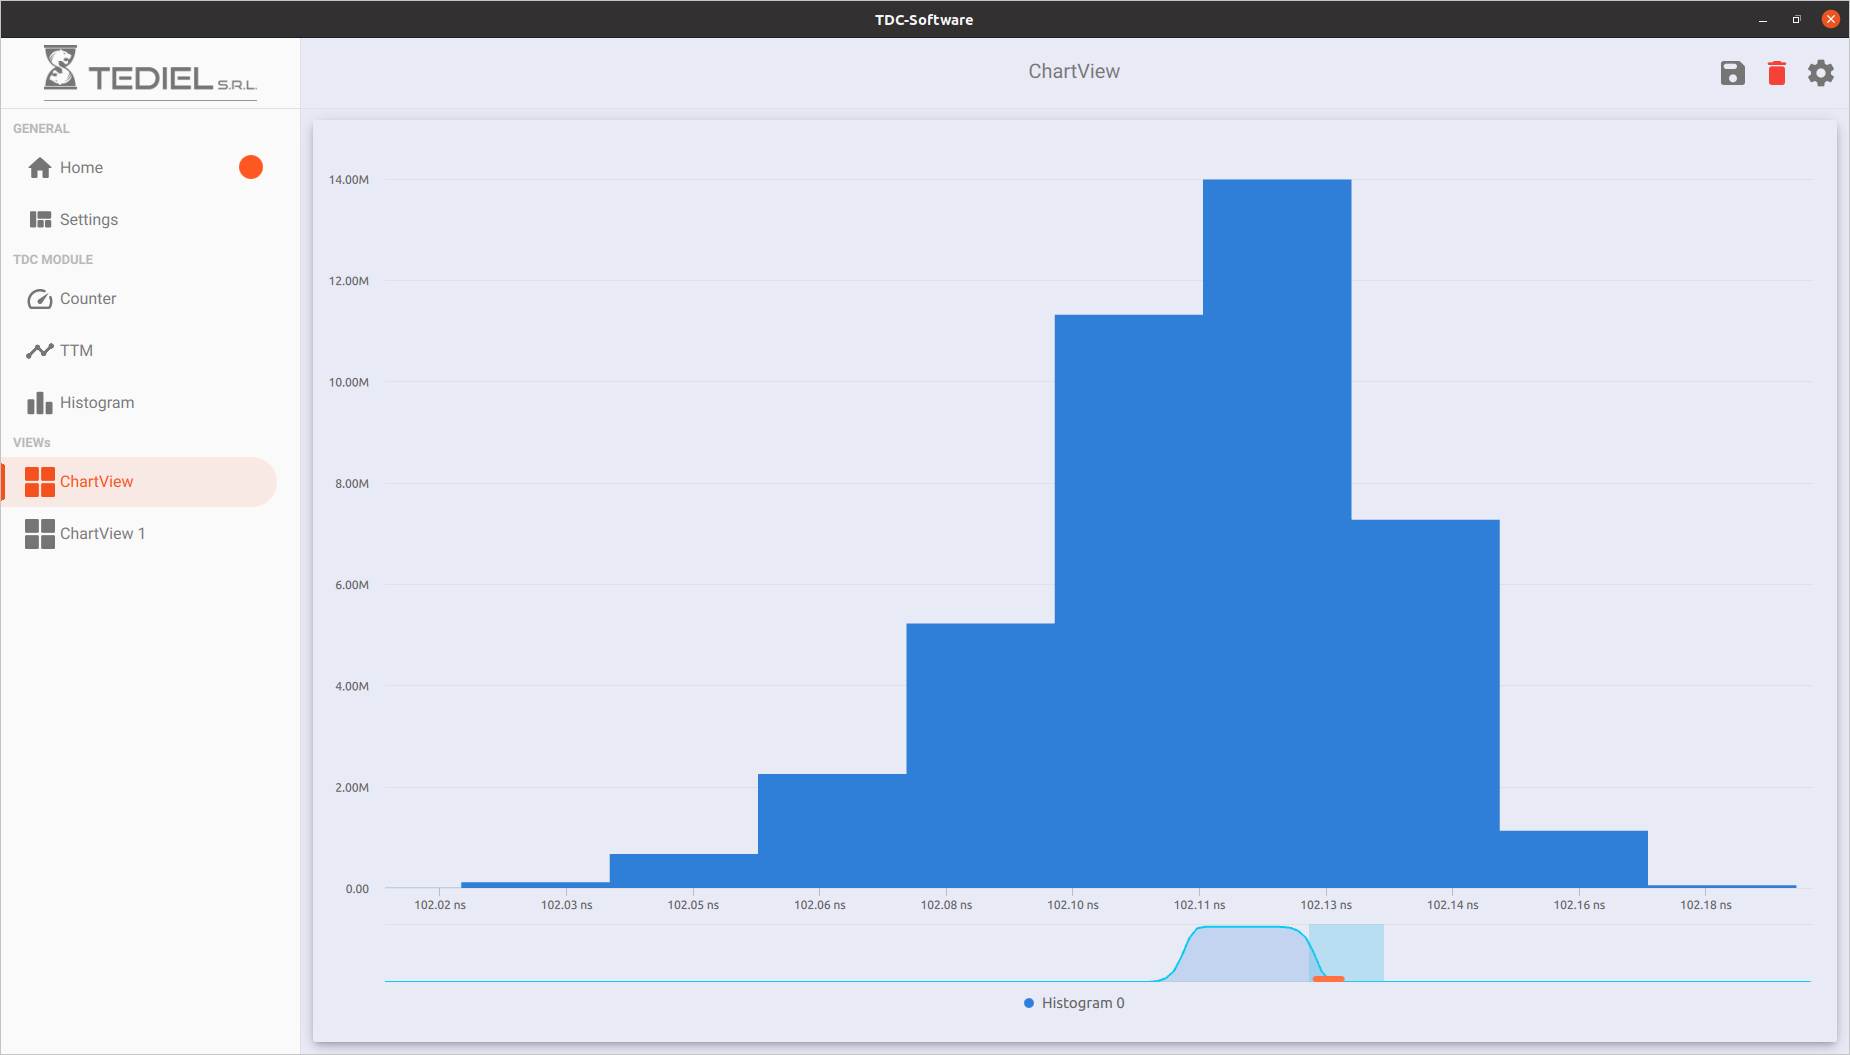 TDC-Software
TEDIEL S.R.L.
ChartView
GENERAL
Home
Settings
TDC MODULE
Counter
TTM
Histogram
VIEWs
ChartView
ChartView 1
14.00M
12.00M
10.00M
8.00M
6.00M
4.00M
2.00M
0.00
102.02 ns 102.03 ns 102.05 ns 102.06 ns 102.08 ns 102.10 ns 102.11 ns 102.13 ns 102.14 ns 102.16 ns 102.18 ns
Histogram 0